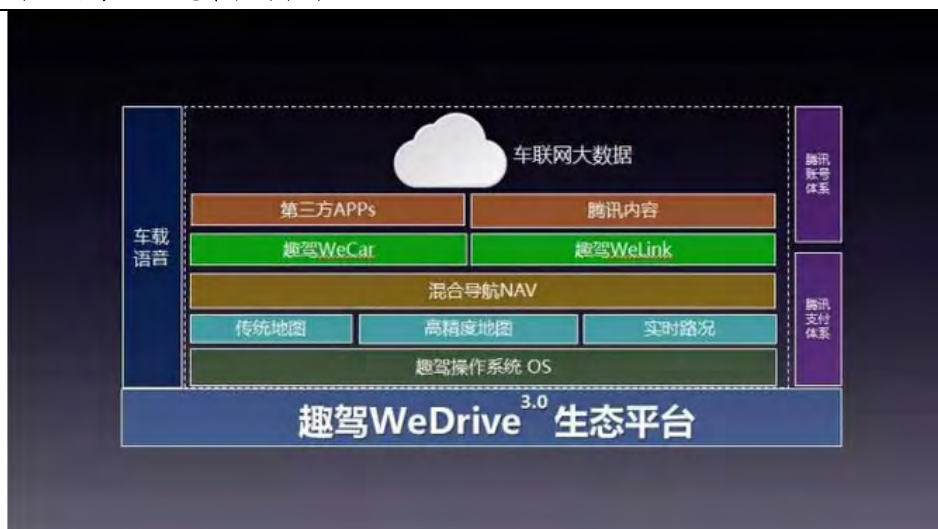 车联网大数据
第三方APPs
腾讯内容
车载
语音
趣驾WeCar
趣驾WeLink
混合导航NAV
传统地图
高精度地图
实时路况
趣驾操作系统 OS
腾讯
账号
体系
腾讯
支付
体系
趣驾WeDrive 3.0 生态平台